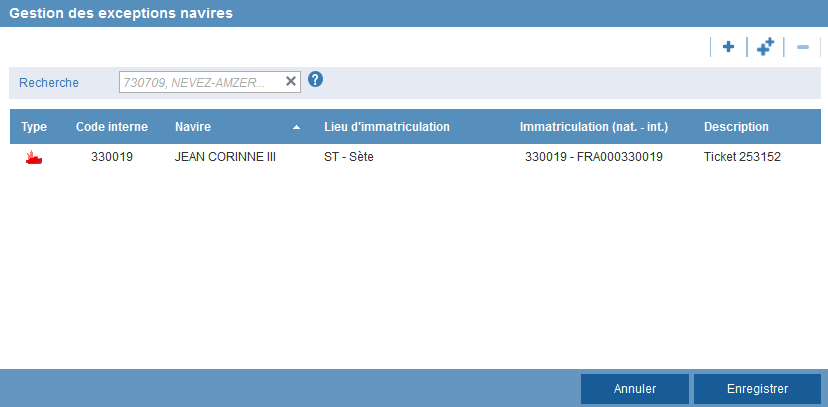 Gestion des exceptions navires
Recherche 730709, NEVEZ-AMZER... ?
Type Code interne Navire Lieu d'immatriculation Immatriculation (nat. - int.) Description
330019 JEAN CORINNE III ST - Sète 330019 - FRA000330019 Ticket 253152
Annuler Enregistrer